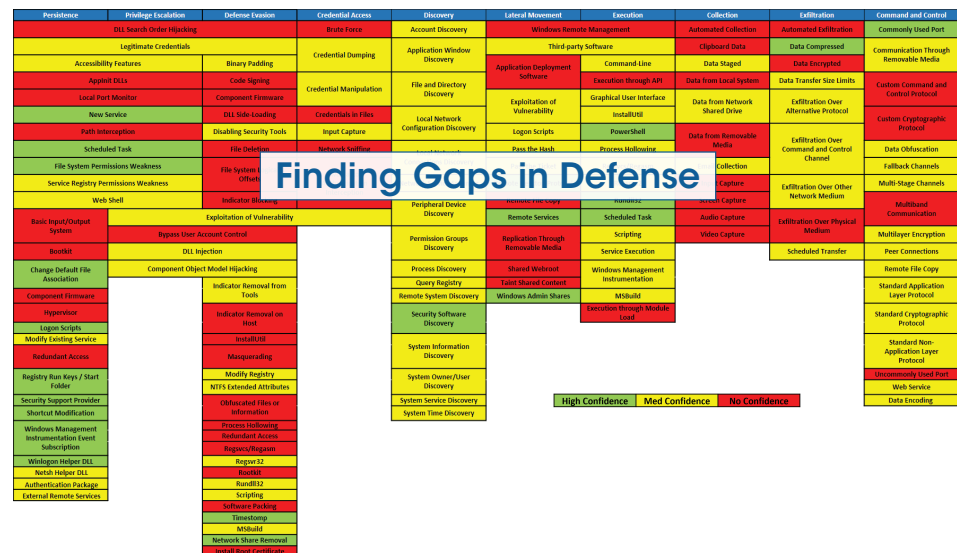 Persistence
Privilege Escalation
Defense Evasion
Credential Access
Discovery
Lateral Movement
Execution
Collection
Exfiltration
Command and Control
DLL Search Order Hijacking
Legitimate Credentials
Accessibility Features
AppInit DLLs
Local Port Monitor
New Service
Path Interception
Scheduled Task
File System Permissions Weakness
Service Registry Permissions Weakness
Web Shell
Basic Input/Output
System
Bootkit
Change Default File
Association
Component Firmware
Hypervisor
Logon Scripts
Modify Existing Service
Redundant Access
Registry Run Keys / Start
Folder
Security Support Provider
Shortcut Modification
Windows Management
Instrumentation Event
Subscription
Winlogon Helper DLL
Netsh Helper DLL
Authentication Package
External Remote Services
Exploitation of Vulnerability
Bypass User Account Control
DLL Injection
Component Object Model Hijacking
Binary Padding
Code Signing
Component Firmware
DLL Side-Loading
Disabling Security Tools
File Deletion
File System
Offsets
Indicator Blocking
Indicator Removal from
Tools
Indicator Removal on
Host
InstallUtil
Masquerading
Modify Registry
NTFS Extended Attributes
Obfuscated Files or
Information
Process Hollowing
Redundant Access
Regsvcs/Regasm
Regsvr32
Rootkit
Rundll32
Scripting
Software Packing
Timestomp
MSBuild
Network Share Removal
Install Root Certificate
Brute Force
Credential Dumping
Credential Manipulation
Credentials in Files
Input Capture
Network Sniffing
Account Discovery
Application Window
Discovery
File and Directory
Discovery
Local Network
Configuration Discovery
Peripheral Device
Discovery
Permission Groups
Discovery
Process Discovery
Query Registry
Remote System Discovery
Security Software
Discovery
System Information
Discovery
System Owner/User
Discovery
System Service Discovery
System Time Discovery
Windows Remote Management
Third-party Software
Application Deployment
Software
Exploitation of
Vulnerability
Logon Scripts
Pass the Hash
Remote File Copy
Remote Services
Replication Through
Removable Media
Shared Webroot
Taint Shared Content
Windows Admin Shares
Command-Line
Execution through API
Graphical User Interface
InstallUtil
PowerShell
Process Hollowing
Rundll32
Scheduled Task
Scripting
Service Execution
Windows Management
Instrumentation
MSBuild
Execution through Module
Load
Automated Collection
Clipboard Data
Data Staged
Data from Local System
Data from Network
Shared Drive
Data from Removable
Media
Collection
Capture
Screen Capture
Audio Capture
Video Capture
Automated Exfiltration
Data Compressed
Data Encrypted
Data Transfer Size Limits
Exfiltration Over
Alternative Protocol
Exfiltration Over
Command and Control
Channel
Exfiltration Over Other
Network Medium
Exfiltration Over Physical
Medium
Scheduled Transfer
Commonly Used Port
Communication Through
Removable Media
Custom Command and
Control Protocol
Custom Cryptographic
Protocol
Data Obfuscation
Fallback Channels
Multi-Stage Channels
Multiband
Communication
Multilayer Encryption
Peer Connections
Remote File Copy
Standard Application
Layer Protocol
Standard Cryptographic
Protocol
Standard Non-
Application Layer
Protocol
Uncommonly Used Port
Web Service
Data Encoding
Finding Gaps in Defense
High Confidence
Med Confidence
No Confidence